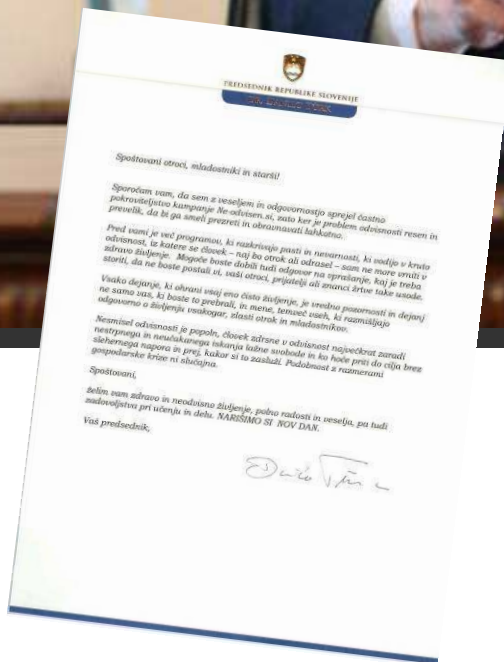 PREDSEDNIK REPUBLIKE SLOVENIJE
DR. DANILO TÜRK
Spoštovani otroci, mladostniki in starši!
Sporočam vam, da sem z veseljem in odgovornostjo sprejel častno
pokroviteljstvo kampanje Ne-odvisen.si, zato ker je problem odvisnosti resen in
prevelik, da bi ga smeli prezreti in obravnavati lahkotno.
Pred vami je več programov, ki razkrivajo pasti in nevarnosti, ki vodijo v kruto
odvisnost, iz katere se človek – naj bo otrok ali odrasel – sam ne more vrniti v
zdravo življenje. Mogoče boste dobili tudi odgovor na vprašanje, kaj je treba
storiti, da ne boste postali vi, vaši otroci, prijatelji ali znanci žrtve take usode.
Vsako dejanje, ki ohrani vsaj eno čisto življenje, je vredno pozornosti in dejanj
ne samo vas, ki boste to prebrali, in mene, temveč vseh, ki razmišljajo
odgovorno o življenju vsakogar, zlasti otrok in mladostnikov.
Nesmisel odvisnosti je popoln, človek zdrsne v odvisnost največkrat zaradi
nestrpnega in neučakanega iskanja lažne svobode in ko hoče priti do cilja brez
slehernega napora in prej, kakor si to zasluži. Podobnost z razmerami
gospodarske krize ni slučajna.
Spoštovani,
želim vam zdravo in neodvisno življenje, polno radosti in veselja, pa tudi
zadovoljstva pri učenju in delu. NARIŠIMO SI NOV DAN.
Vaš predsednik,
Danilo Türk